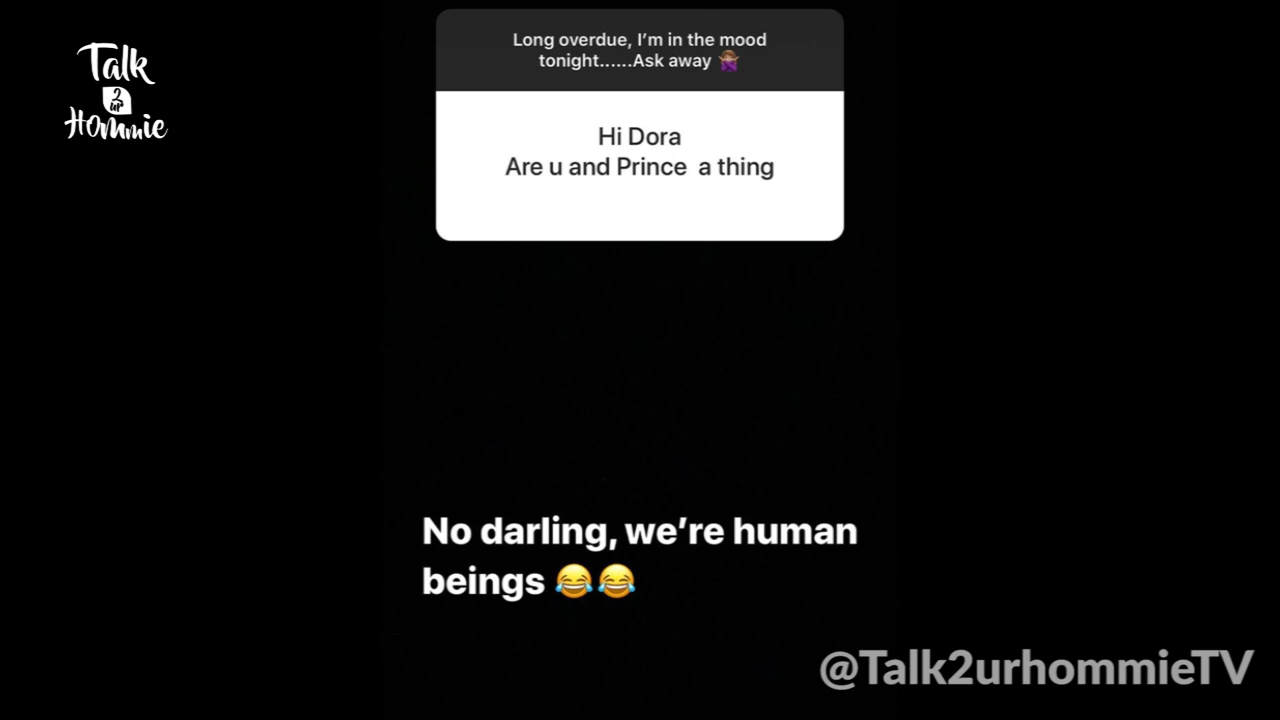 Talk
2
ur
Hommie
Long overdue, I'm in the mood
tonight......Ask away 🙅🏽‍♀️
Hi Dora
Are u and Prince a thing
No darling, we're human
beings 😂😂
@Talk2urhommieTV